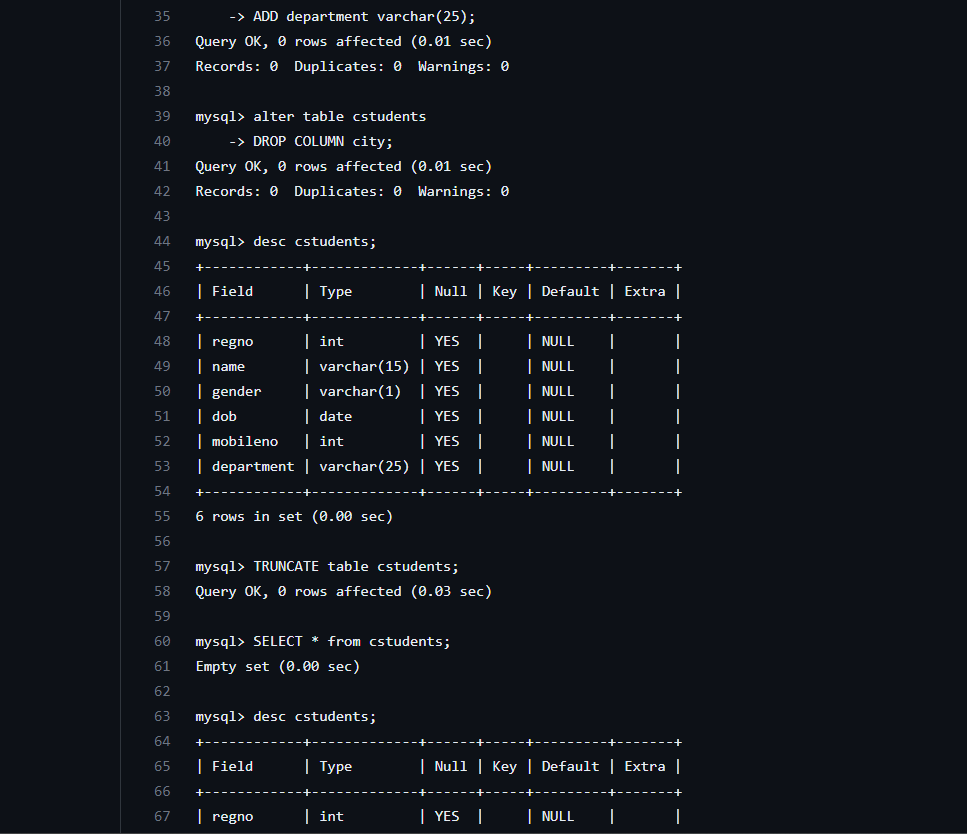 35 -> ADD department varchar(25);
36 Query OK, 0 rows affected (0.01 sec)
37 Records: 0  Duplicates: 0  Warnings: 0
38
39 mysql> alter table cstudents
40     -> DROP COLUMN city;
41 Query OK, 0 rows affected (0.01 sec)
42 Records: 0  Duplicates: 0  Warnings: 0
43
44 mysql> desc cstudents;
45 +------------+-------------+------+-----+---------+-------+
46 | Field      | Type        | Null | Key | Default | Extra |
47 +------------+-------------+------+-----+---------+-------+
48 | regno      | int         | YES  |     | NULL    |       |
49 | name       | varchar(15) | YES  |     | NULL    |       |
50 | gender     | varchar(1)  | YES  |     | NULL    |       |
51 | dob        | date        | YES  |     | NULL    |       |
52 | mobileno   | int         | YES  |     | NULL    |       |
53 | department | varchar(25) | YES  |     | NULL    |       |
54 +------------+-------------+------+-----+---------+-------+
55 6 rows in set (0.00 sec)
56
57 mysql> TRUNCATE table cstudents;
58 Query OK, 0 rows affected (0.03 sec)
59
60 mysql> SELECT * from cstudents;
61 Empty set (0.00 sec)
62
63 mysql> desc cstudents;
64 +------------+-------------+------+-----+---------+-------+
65 | Field      | Type        | Null | Key | Default | Extra |
66 +------------+-------------+------+-----+---------+-------+
67 | regno      | int         | YES  |     | NULL    |       |